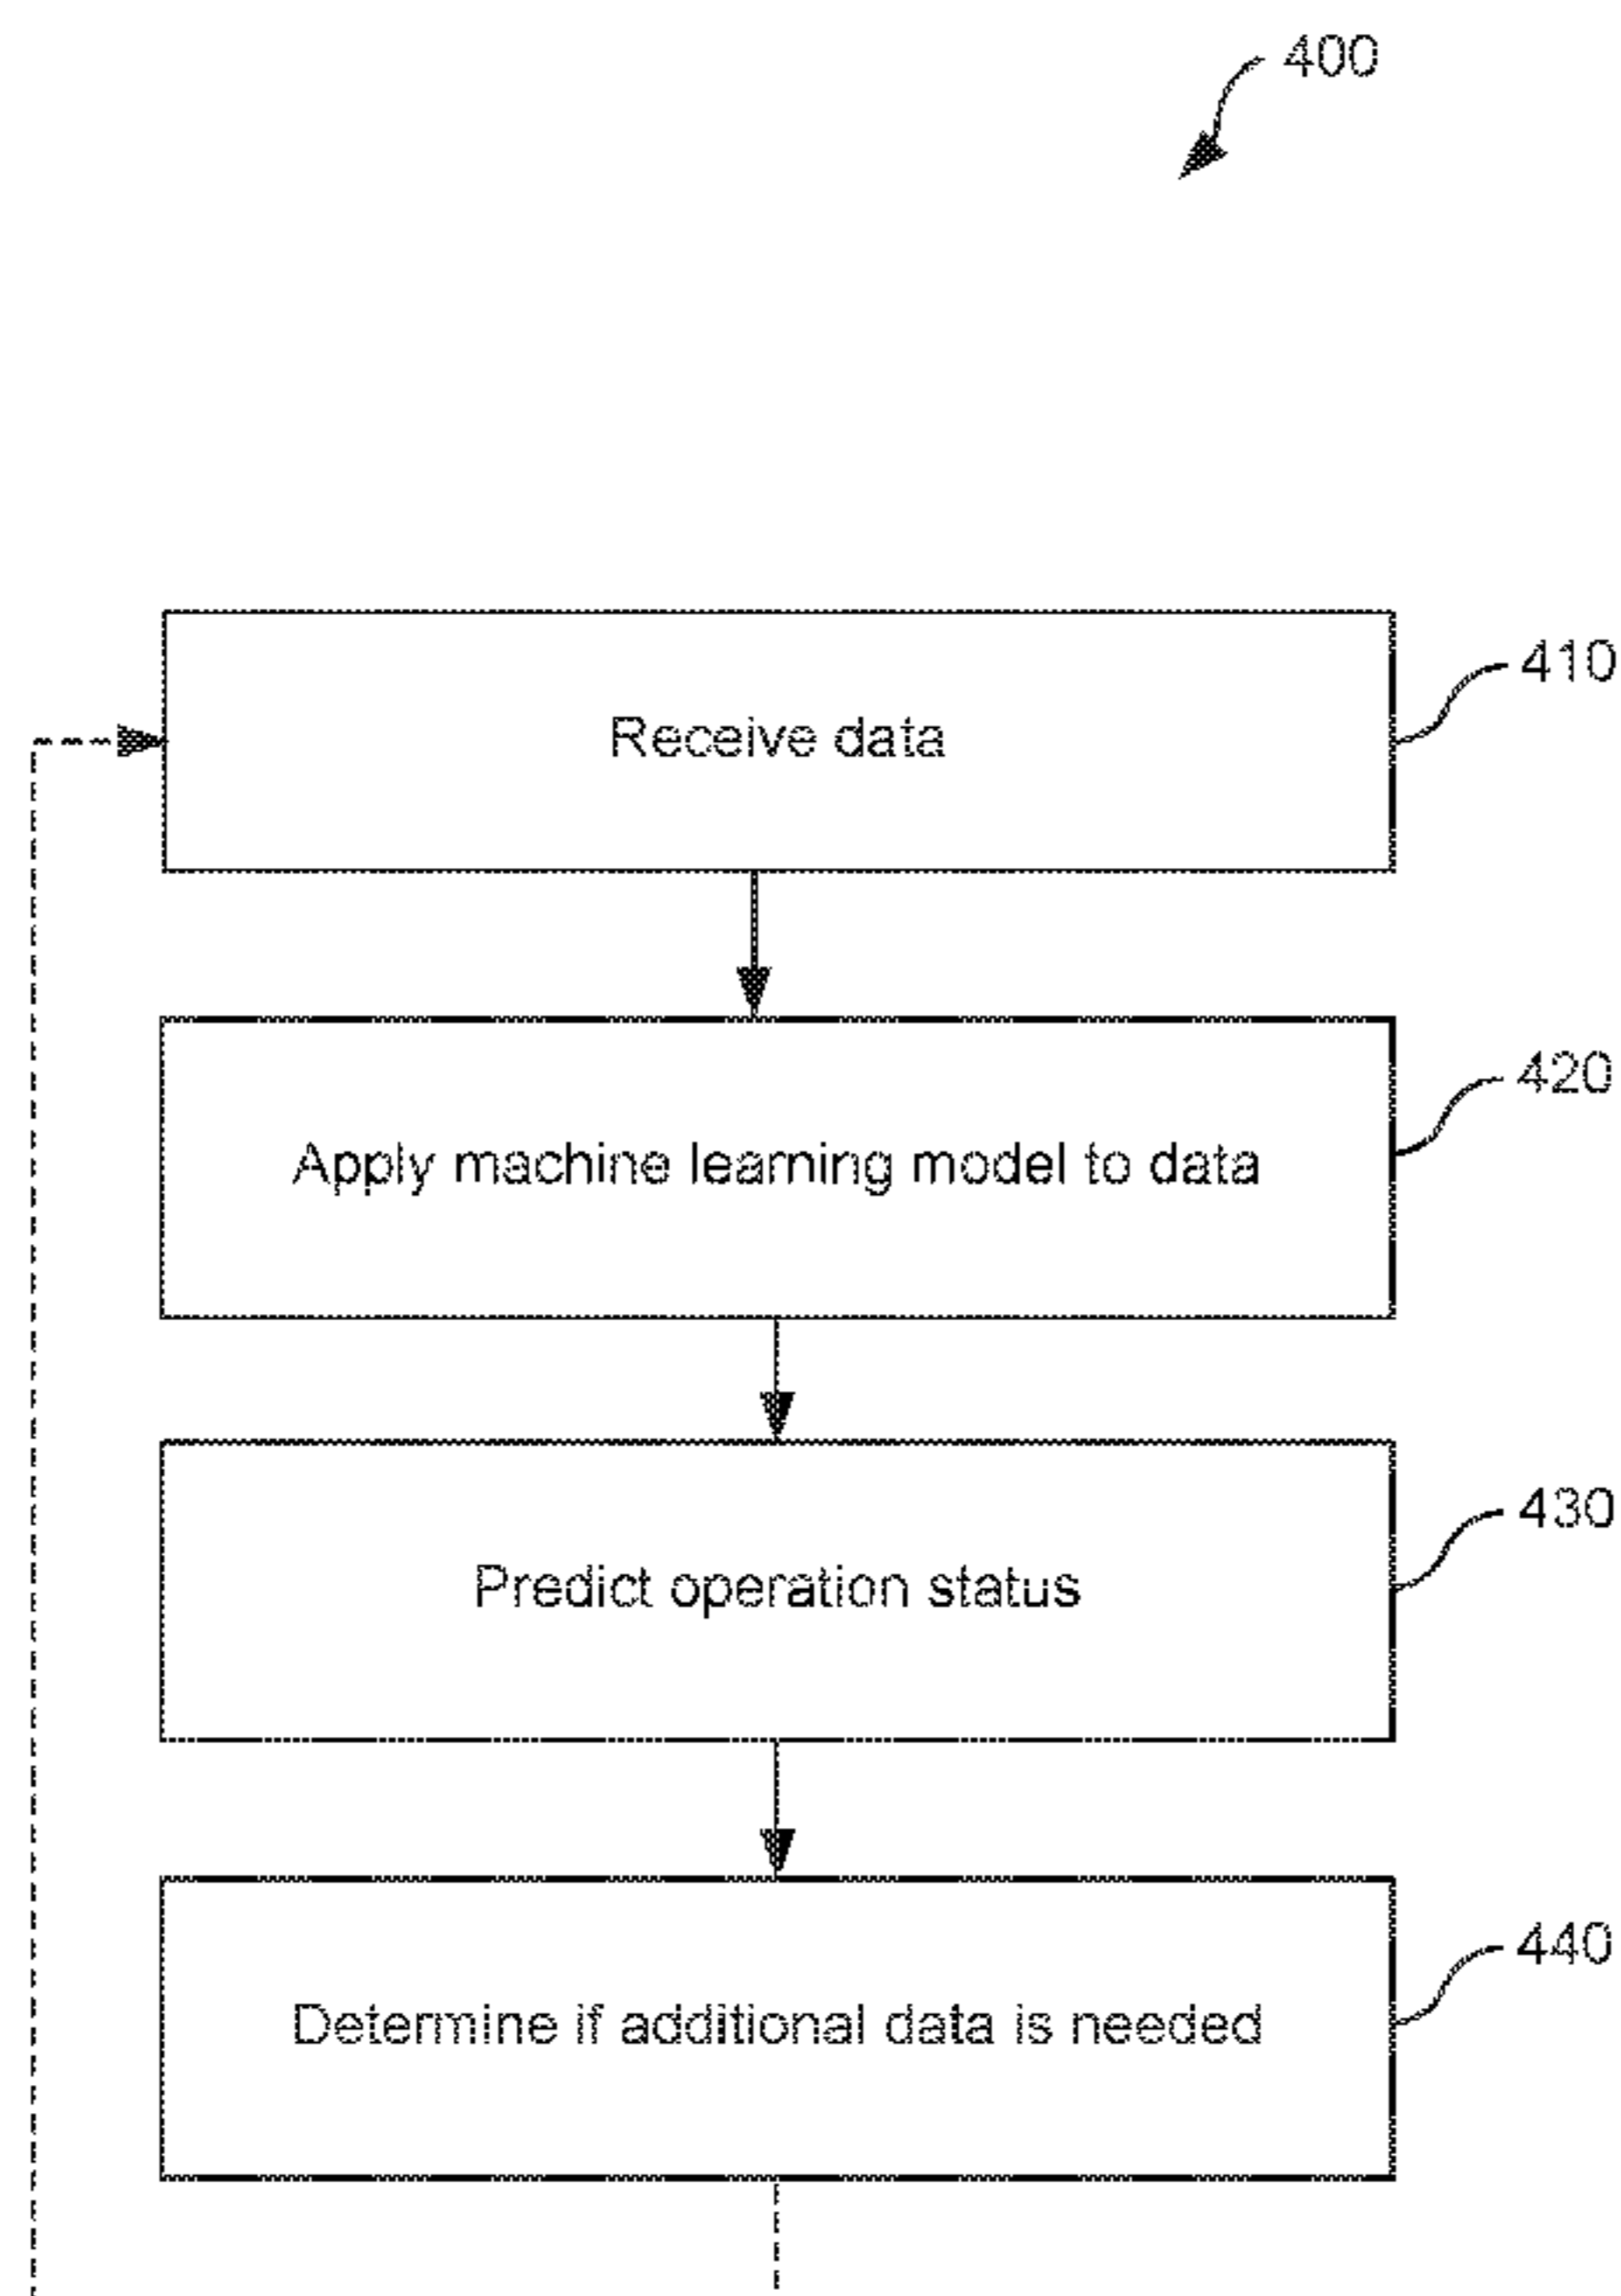 400
Receive data
410
Apply machine learning model to data
420
Predict operation status
430
Determine if additional data is needed
440